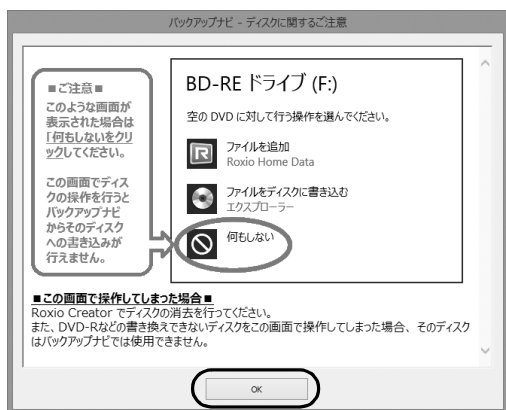 バックアップナビ - ディスクに関するご注意
■ご注意■
このような画面が
表示された場合は
「何もしないをクリ
ックしてください。
この画面でディス
クの操作を行うと
バックアップナビ
からそのディスク
への書き込みが
行えません。
BD-RE ドライブ (F:)
空の DVD に対して行う操作を選んでください。
ファイルを追加
Roxio Home Data
ファイルをディスクに書き込む
エクスプローラー
何もしない
■この画面で操作してしまった場合■
Roxio Creator でディスクの消去を行ってください。
また、DVD-Rなどの書き換えできないディスクをこの画面で操作してしまった場合、そのディスク
はバックアップナビでは使用できません。
OK